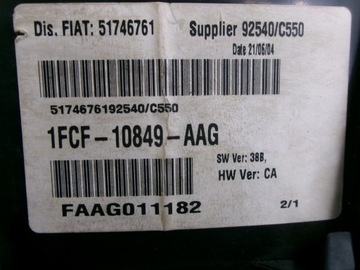 Dis. FIAT: 51746761 Supplier 92540/C550
Date 21/06/04
5174676192540/C550
1FCF-10849-AAG
SW Ver: 38B,
HW Ver: CA
FAAG011182 2/1